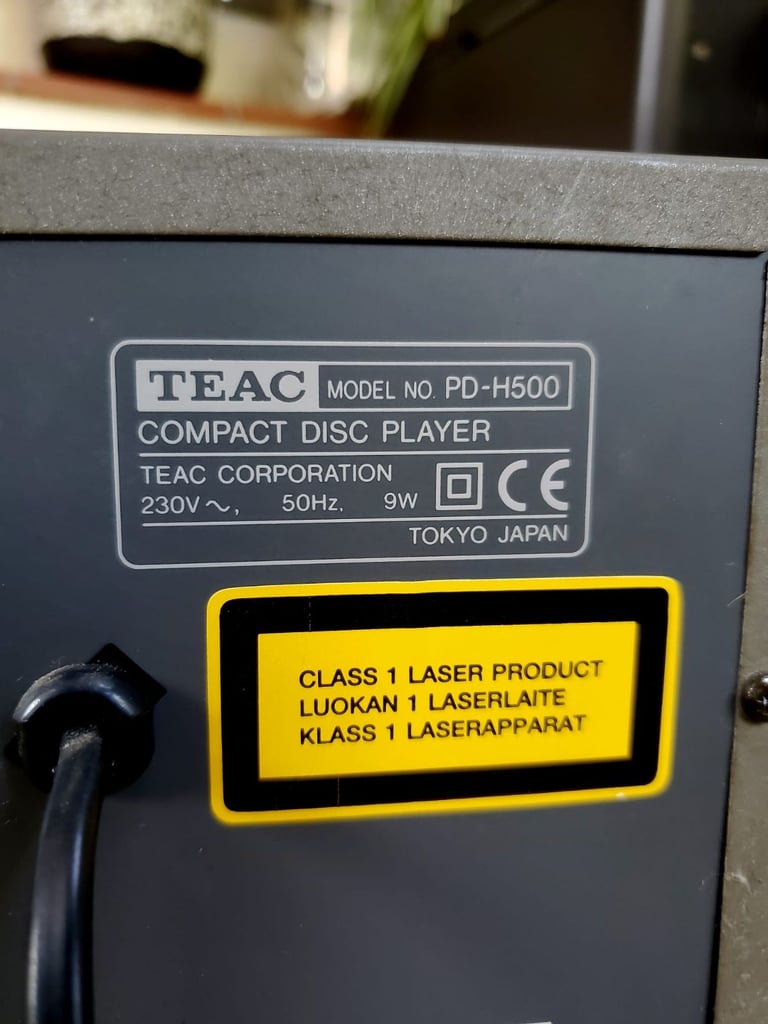 TEAC MODEL NO. PD-H500
COMPACT DISC PLAYER
TEAC CORPORATION
230V ~, 50Hz, 9W CE
TOKYO JAPAN
CLASS 1 LASER PRODUCT
LUOKAN 1 LASERLAITE
KLASS 1 LASERAPPARAT